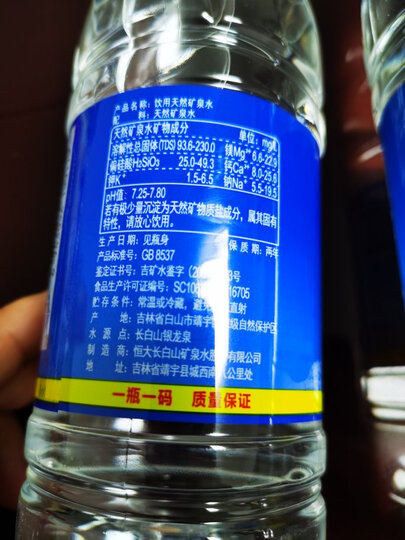 产品名称：饮用天然矿泉水
配 料：天然矿泉水
天然矿泉水矿物成分 单位：mg/L
溶解性总固体(TDS) 93.6-230.0 镁Mg⁺⁺ 6.6-22.9
偏硅酸H₂SiO₃ 25.0-49.3 钙Ca⁺⁺ 8.0-25.6
钾K⁺ 1.5-6.5 钠Na⁺ 5.5-19.5
pH值：7.25-7.80
若有极少量沉淀为天然矿物质盐成分，属其固有
特性，请放心饮用。
生产日期：见瓶身 保质期：两年
产品标准号：GB 8537
鉴定证书号：吉矿水鉴字
食品生产许可证编号： 16705
贮存条件：常温或冷藏， 直射
产 地：吉林省白山市靖宇 级自然保护区
水 源 点：长白山银龙泉
制 造 商：恒大长白山矿泉水 有限公司
地 址：吉林省靖宇县城西南 公里处
一瓶一码 质量保证